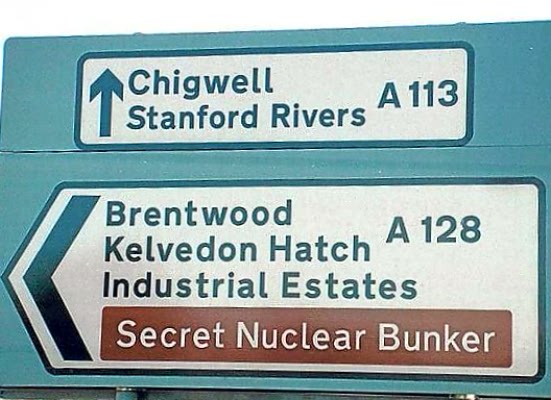 Chigwell
Stanford Rivers A 113
Brentwood
Kelvedon Hatch A 128
Industrial Estates
Secret Nuclear Bunker